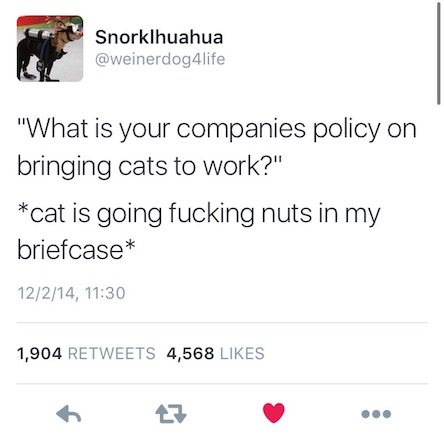 Snorklhuahua
@weinerdog4life
"What is your companies policy on
bringing cats to work?"
*cat is going fucking nuts in my
briefcase*
12/2/14, 11:30
1,904 RETWEETS 4,568 LIKES